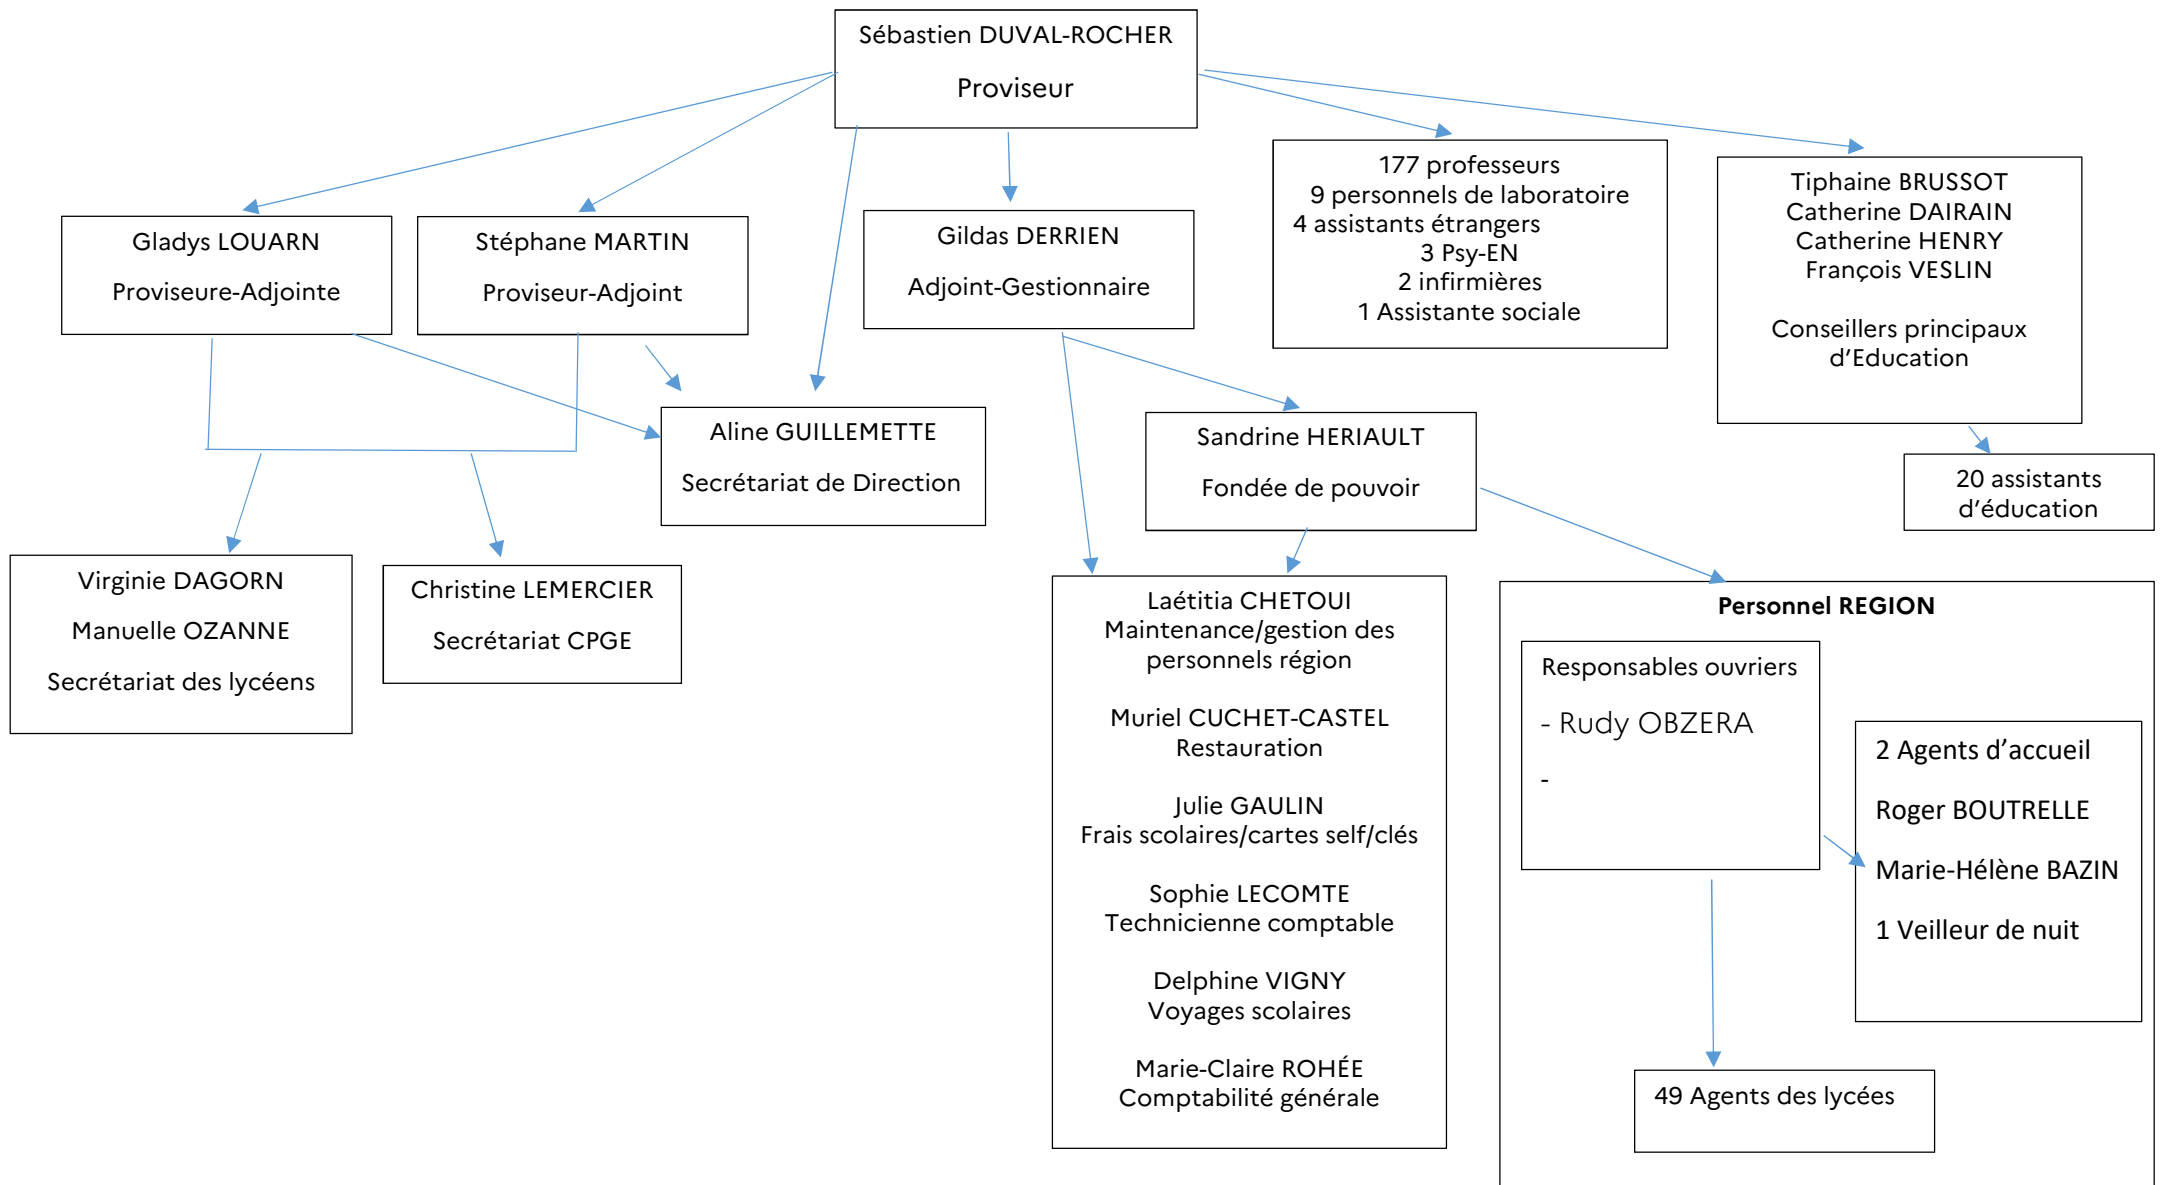 Sébastien DUVAL-ROCHER
Proviseur
177 professeurs
9 personnels de laboratoire
4 assistants étrangers
3 Psy-EN
2 infirmières
1 Assistante sociale
Tiphaine BRUSSOT
Catherine DAIRAIN
Catherine HENRY
François VESLIN
Conseillers principaux
d’Education
Gladys LOUARN
Proviseure-Adjointe
Stéphane MARTIN
Proviseur-Adjoint
Gildas DERRIEN
Adjoint-Gestionnaire
Aline GUILLEMETTE
Secrétariat de Direction
Sandrine HERIAULT
Fondée de pouvoir
20 assistants
d’éducation
Virginie DAGORN
Manuelle OZANNE
Secrétariat des lycéens
Christine LEMERCIER
Secrétariat CPGE
Laétitia CHETOUI
Maintenance/gestion des
personnels région
Muriel CUCHET-CASTEL
Restauration
Julie GAULIN
Frais scolaires/cartes self/clés
Sophie LECOMTE
Technicienne comptable
Delphine VIGNY
Voyages scolaires
Marie-Claire ROHÉE
Comptabilité générale
Personnel REGION
Responsables ouvriers
- Rudy OBZERA
-
2 Agents d’accueil
Roger BOUTRELLE
Marie-Hélène BAZIN
1 Veilleur de nuit
49 Agents des lycées